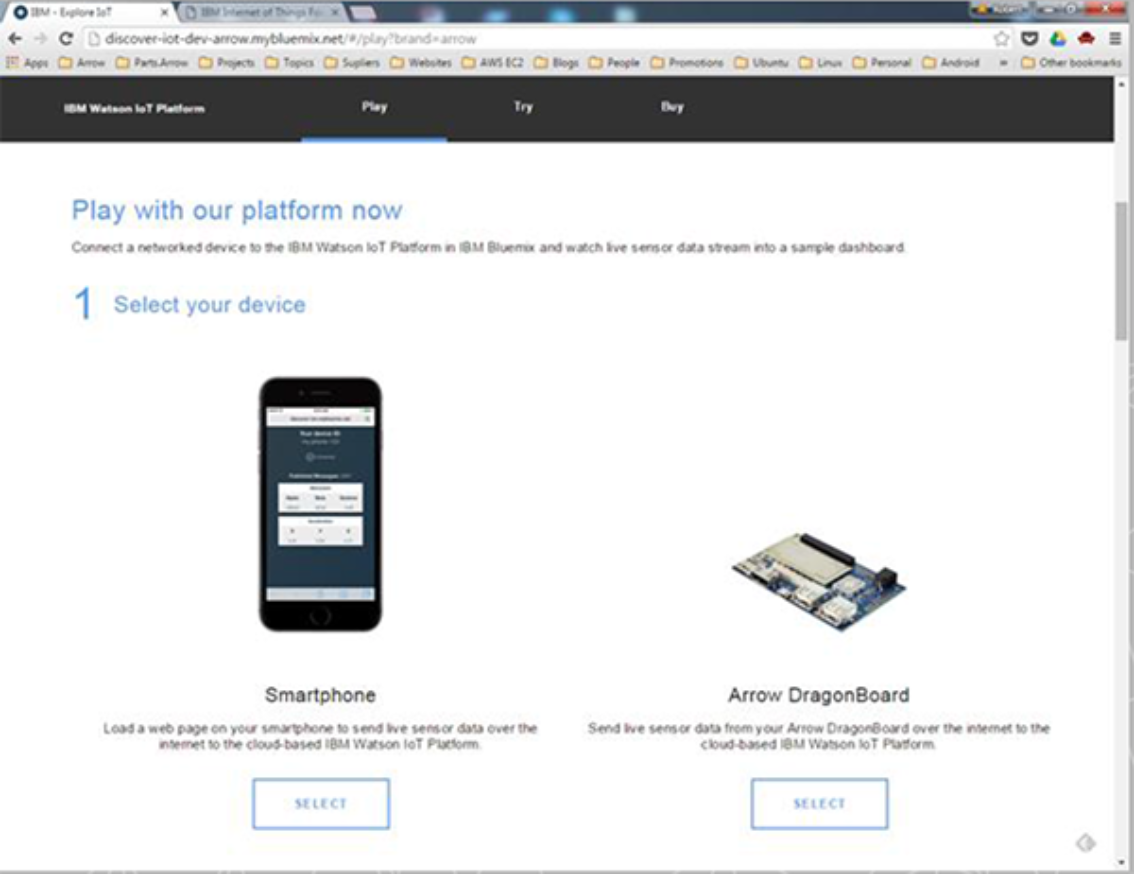 IBM - Explore IoT
IBM Internet of Things Fou
discover-iot-dev-arrow.mybluemix.net/#/play?brand=arrow
Apps Arrow Parts.Arrow Projects Topics Supliers Websites AWS EC2 Blogs People Promotions Ubuntu Linux Personal Android » Other bookmarks
IBM Watson IoT Platform Play Try Buy
Play with our platform now
Connect a networked device to the IBM Watson IoT Platform in IBM Bluemix and watch live sensor data stream into a sample dashboard.
1 Select your device
Your device ID:
Smartphone
Load a web page on your smartphone to send live sensor data over the
internet to the cloud-based IBM Watson IoT Platform.
SELECT
Arrow DragonBoard
Send live sensor data from your Arrow DragonBoard over the internet to the
cloud-based IBM Watson IoT Platform.
SELECT